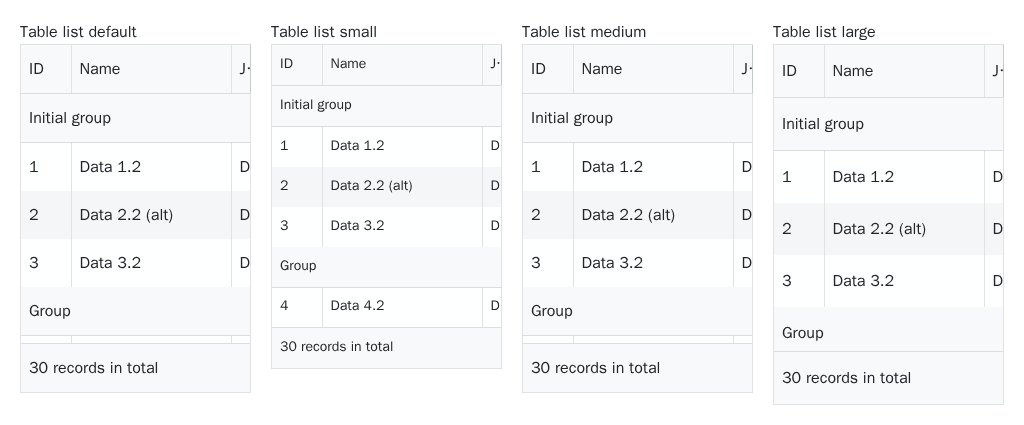 Table list default
ID Name J
Initial group
1 Data 1.2 D
2 Data 2.2 (alt) D
3 Data 3.2 D
Group
30 records in total
Table list small
ID Name J
Initial group
1 Data 1.2 D
2 Data 2.2 (alt) D
3 Data 3.2 D
Group
4 Data 4.2 D
30 records in total
Table list medium
ID Name J
Initial group
1 Data 1.2 D
2 Data 2.2 (alt) D
3 Data 3.2 D
Group
30 records in total
Table list large
ID Name J
Initial group
1 Data 1.2 D
2 Data 2.2 (alt) D
3 Data 3.2 D
Group
30 records in total